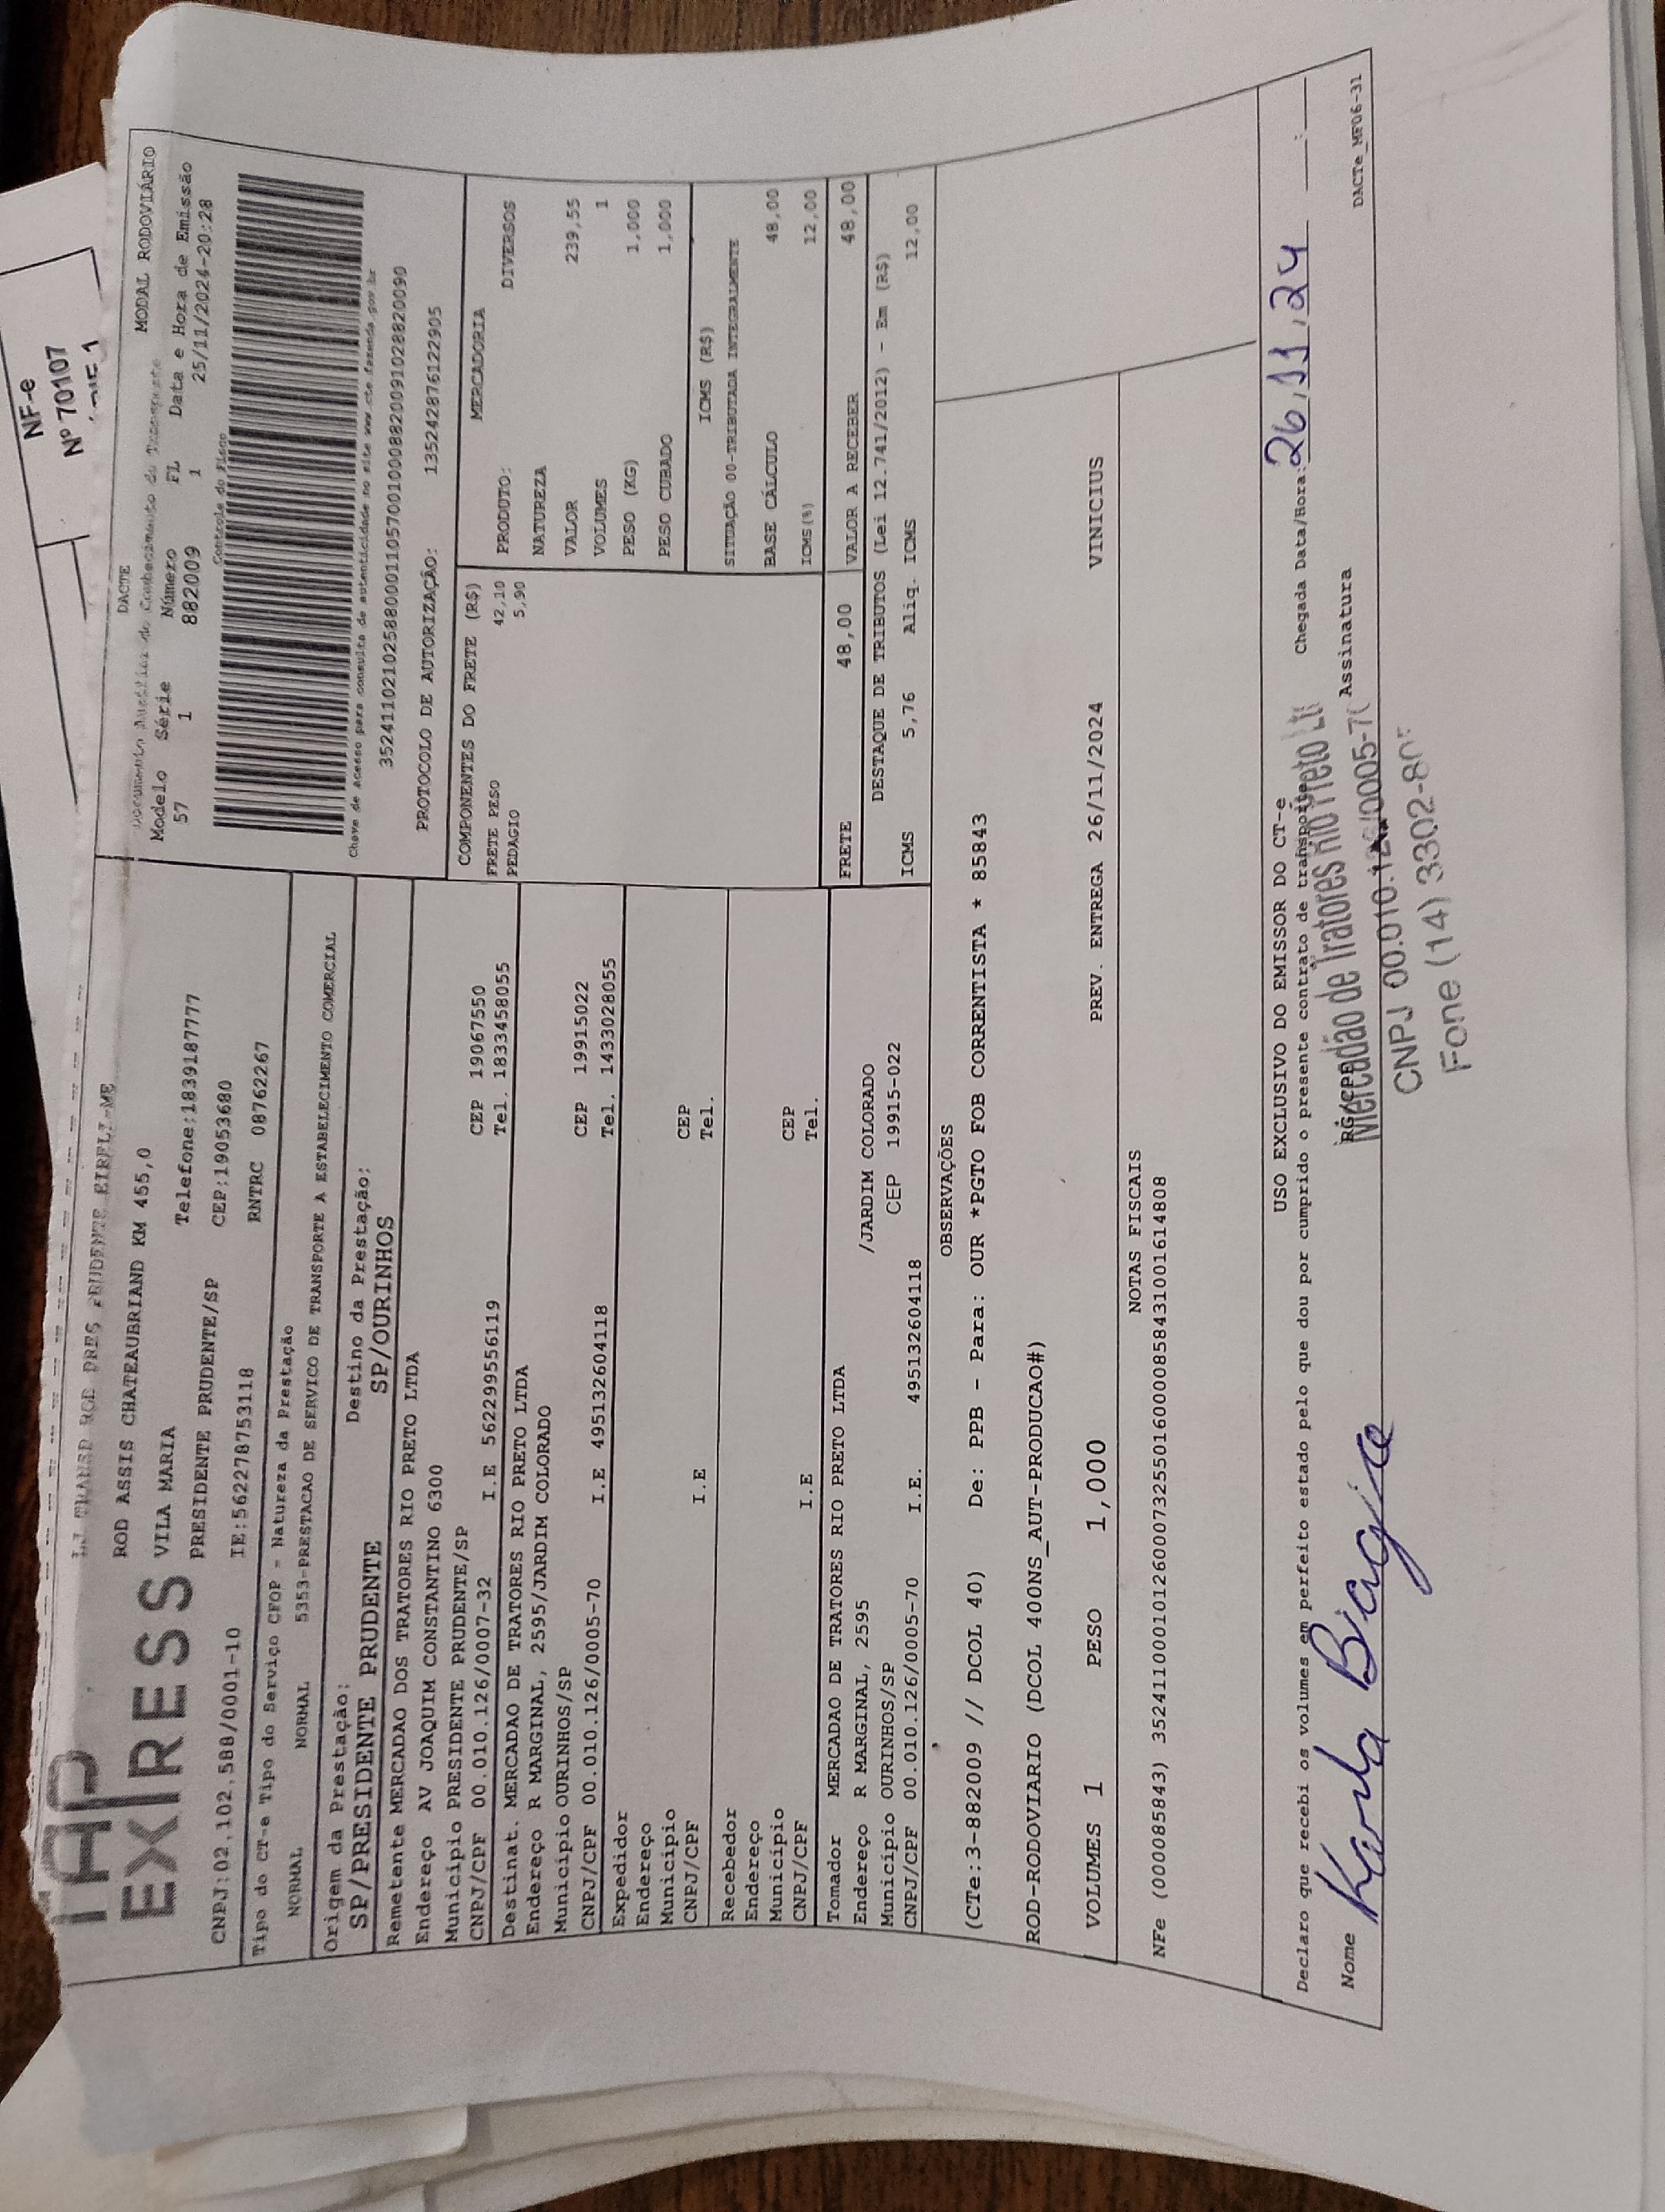 NF-e
Nº 70107
IAP
EXPRESS
LJ TRANSP ROD PRES PRUDENTE EIRELI-ME
ROD ASSIS CHATEAUBRIAND KM 455,0
VILA MARIA Telefone:1839187777
PRESIDENTE PRUDENTE/SP CEP:19053680
CNPJ:02.102.588/0001-10 IE:562278753118 RNTRC 08762267
Tipo do CT-e Tipo do Serviço CFOP - Natureza da Prestação
NORMAL NORMAL 5353-PRESTACAO DE SERVICO DE TRANSPORTE A ESTABELECIMENTO COMERCIAL
Origem da Prestação: Destino da Prestação:
SP/PRESIDENTE PRUDENTE SP/OURINHOS
DACTE MODAL RODOVIÁRIO
Documento Auxiliar do Conhecimento de Transporte
Modelo Série Número FL Data e Hora de Emissão
57 1 882009 1 25/11/2024-20:28
Controle do Fisco
Chave de acesso para consulta de autenticidade no site www.cte.fazenda.gov.br
35241102102588000110570010008820091028820090
PROTOCOLO DE AUTORIZAÇÃO: 135242876122905
Remetente MERCADAO DOS TRATORES RIO PRETO LTDA
Endereço AV JOAQUIM CONSTANTINO 6300
Município PRESIDENTE PRUDENTE/SP CEP 19067550
CNPJ/CPF 00.010.126/0007-32 I.E 562299556119 Tel. 1833458055
Destinat. MERCADAO DE TRATORES RIO PRETO LTDA
Endereço R MARGINAL, 2595/JARDIM COLORADO
Município OURINHOS/SP CEP 19915022
CNPJ/CPF 00.010.126/0005-70 I.E 495132604118 Tel. 1433028055
Expedidor
Endereço
Município CEP
CNPJ/CPF I.E Tel.
Recebedor
Endereço
Município CEP
CNPJ/CPF I.E Tel.
Tomador MERCADAO DE TRATORES RIO PRETO LTDA
Endereço R MARGINAL, 2595 /JARDIM COLORADO
Município OURINHOS/SP CEP 19915-022
CNPJ/CPF 00.010.126/0005-70 I.E. 495132604118
COMPONENTES DO FRETE (R$)
FRETE PESO 42,10
PEDAGIO 5,90
MERCADORIA
PRODUTO: DIVERSOS
NATUREZA
VALOR 239,55
VOLUMES 1
PESO (KG) 1,000
PESO CUBADO 1,000
ICMS (R$)
SITUAÇÃO 00-TRIBUTADA INTEGRALMENTE
BASE CÁLCULO 48,00
ICMS(%) 12,00
FRETE 48,00 VALOR A RECEBER 48,00
DESTAQUE DE TRIBUTOS (Lei 12.741/2012) - Em (R$)
ICMS 5,76 Aliq. ICMS 12,00
OBSERVAÇÕES
(CTe:3-882009 // DCOL 40) De: PPB - Para: OUR *PGTO FOB CORRENTISTA * 85843
ROD-RODOVIARIO (DCOL 400NS_AUT-PRODUCAO#)
VOLUMES 1 PESO 1,000 PREV. ENTREGA 26/11/2024 VINICIUS
NOTAS FISCAIS
NFe (000085843) 35241100010126000732550160000858431001614808
USO EXCLUSIVO DO EMISSOR DO CT-e
Declaro que recebi os volumes em perfeito estado pelo que dou por cumprido o presente contrato de transporte. Chegada Data/Hora: 26/11/24
Nome Karla Biagio RG/CPF Assinatura
Mercadão de Tratores Rio Preto Lt
CNPJ 00.010.126/0005-70
Fone (14) 3302-805
DACTe_MF06-31